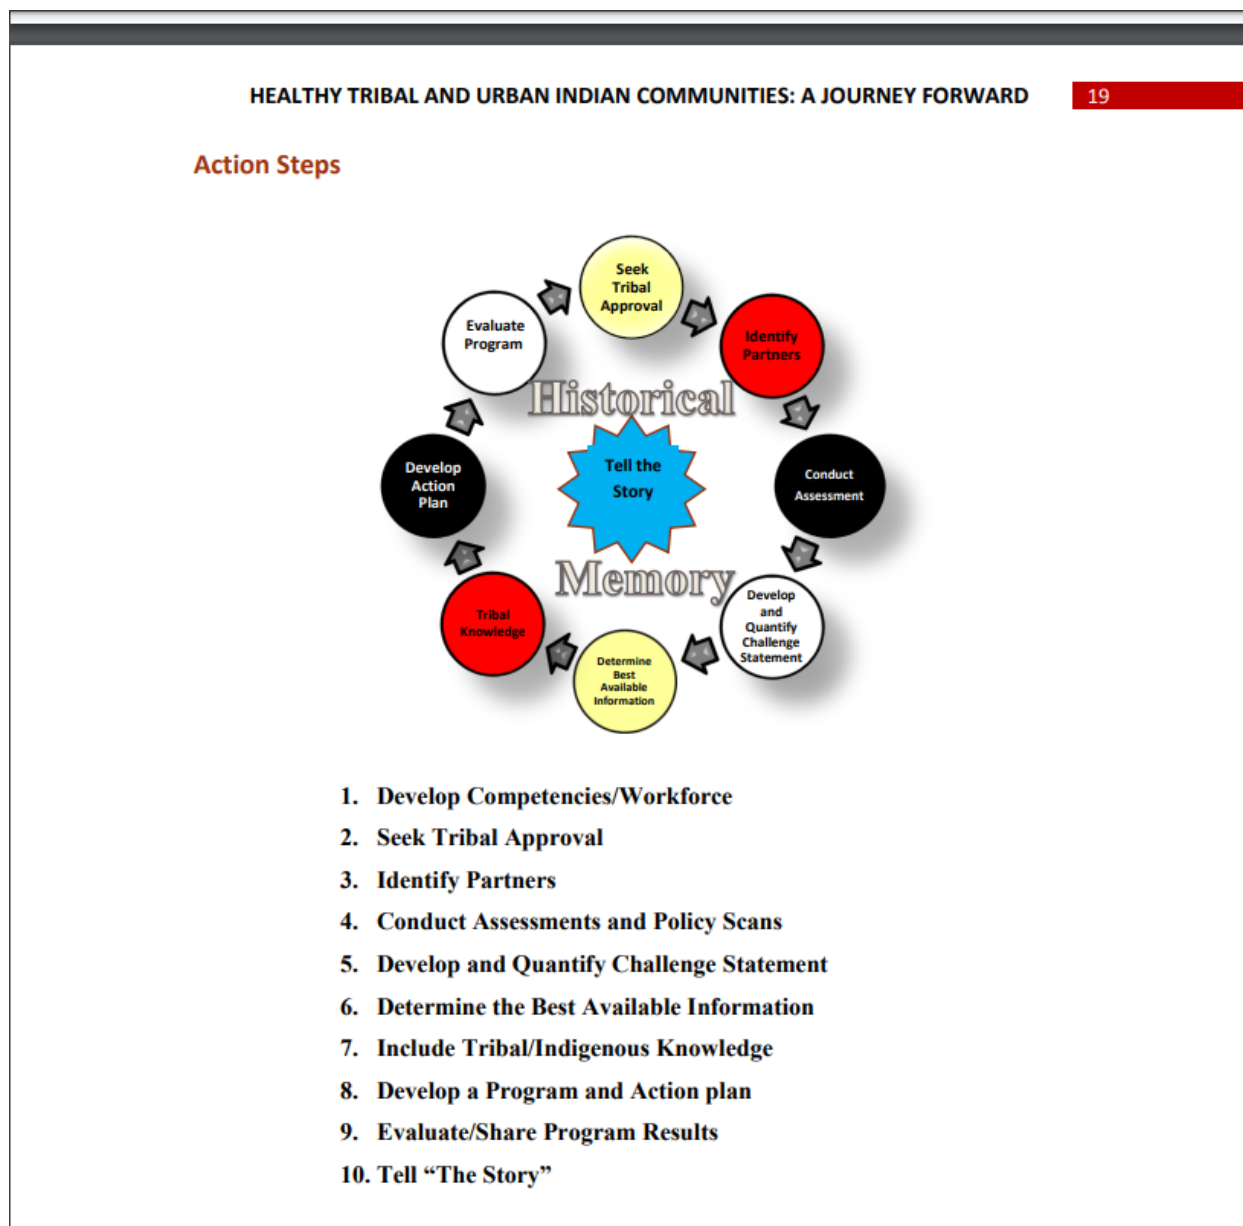 HEALTHY TRIBAL AND URBAN INDIAN COMMUNITIES: A JOURNEY FORWARD
19
Action Steps
Seek
Tribal
Approval
Identify
Partners
Conduct
Assessment
Develop
and
Quantify
Challenge
Statement
Determine
Best
Available
Information
Tribal
Knowledge
Develop
Action
Plan
Evaluate
Program
Historical
Tell the
Story
Memory
1. Develop Competencies/Workforce
2. Seek Tribal Approval
3. Identify Partners
4. Conduct Assessments and Policy Scans
5. Develop and Quantify Challenge Statement
6. Determine the Best Available Information
7. Include Tribal/Indigenous Knowledge
8. Develop a Program and Action plan
9. Evaluate/Share Program Results
10. Tell “The Story”